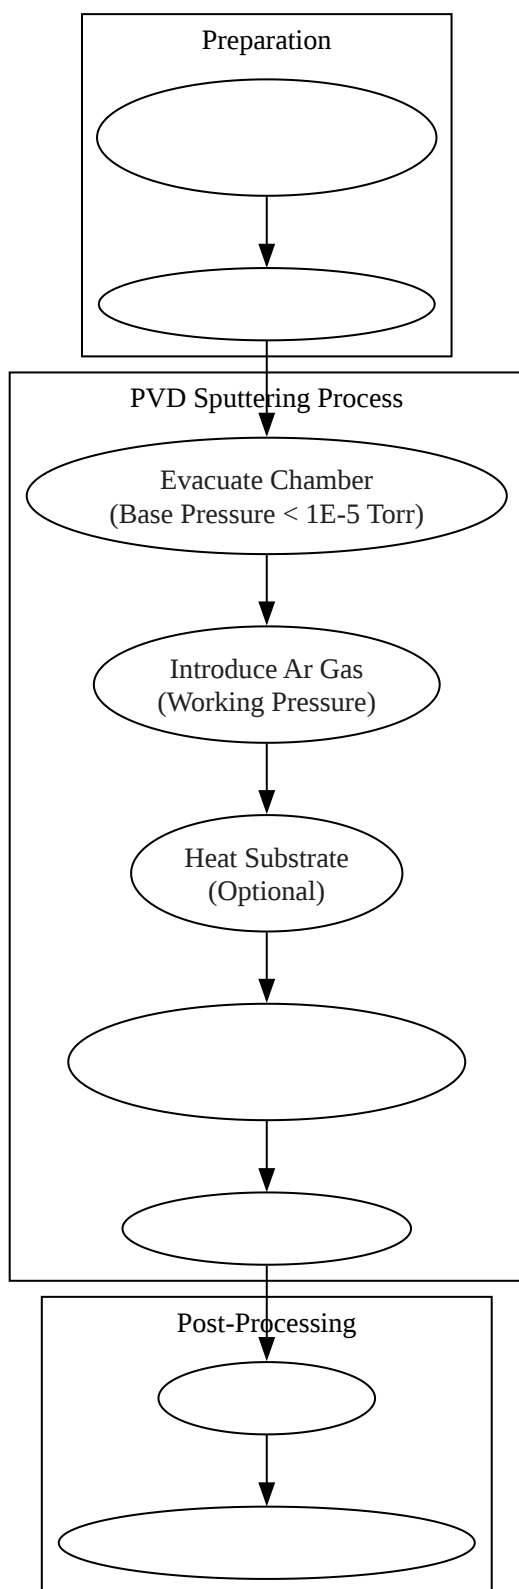 Preparation
PVD Sputtering Process
Evacuate Chamber
(Base Pressure < 1E-5 Torr)
Introduce Ar Gas
(Working Pressure)
Heat Substrate
(Optional)
Post-Processing